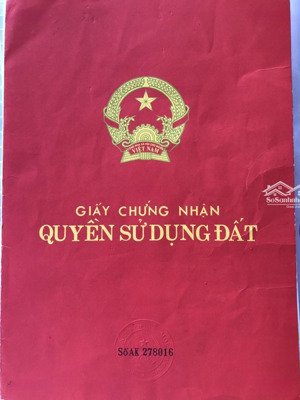 VIỆT NAM
GIẤY CHỨNG NHẬN
QUYỀN SỬ DỤNG ĐẤT
Số AK 278016